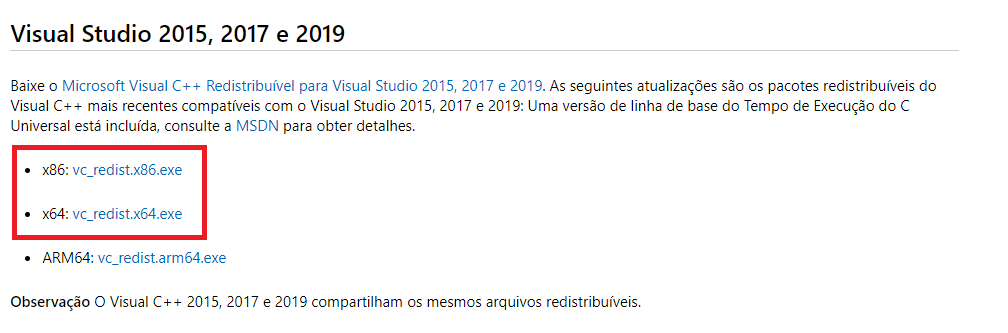 Visual Studio 2015, 2017 e 2019
Baixe o Microsoft Visual C++ Redistribuível para Visual Studio 2015, 2017 e 2019. As seguintes atualizações são os pacotes redistribuíveis do
Visual C++ mais recentes compatíveis com o Visual Studio 2015, 2017 e 2019: Uma versão de linha de base do Tempo de Execução do C
Universal está incluída, consulte a MSDN para obter detalhes.
• x86: vc_redist.x86.exe
• x64: vc_redist.x64.exe
• ARM64: vc_redist.arm64.exe
Observação O Visual C++ 2015, 2017 e 2019 compartilham os mesmos arquivos redistribuíveis.